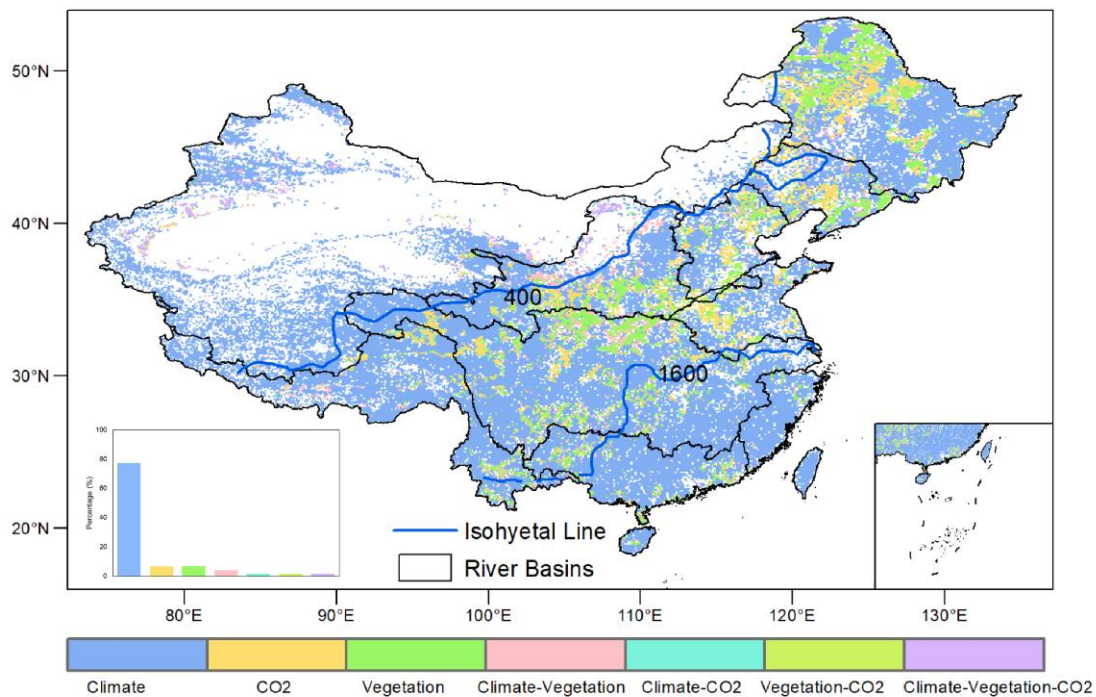 50°N
40°N
30°N
20°N
400
1600
100
80
60
40
20
0
Percentage (%)
Isohyetal Line
River Basins
80°E 90°E 100°E 110°E 120°E 130°E
Climate CO2 Vegetation Climate-Vegetation Climate-CO2 Vegetation-CO2 Climate-Vegetation-CO2